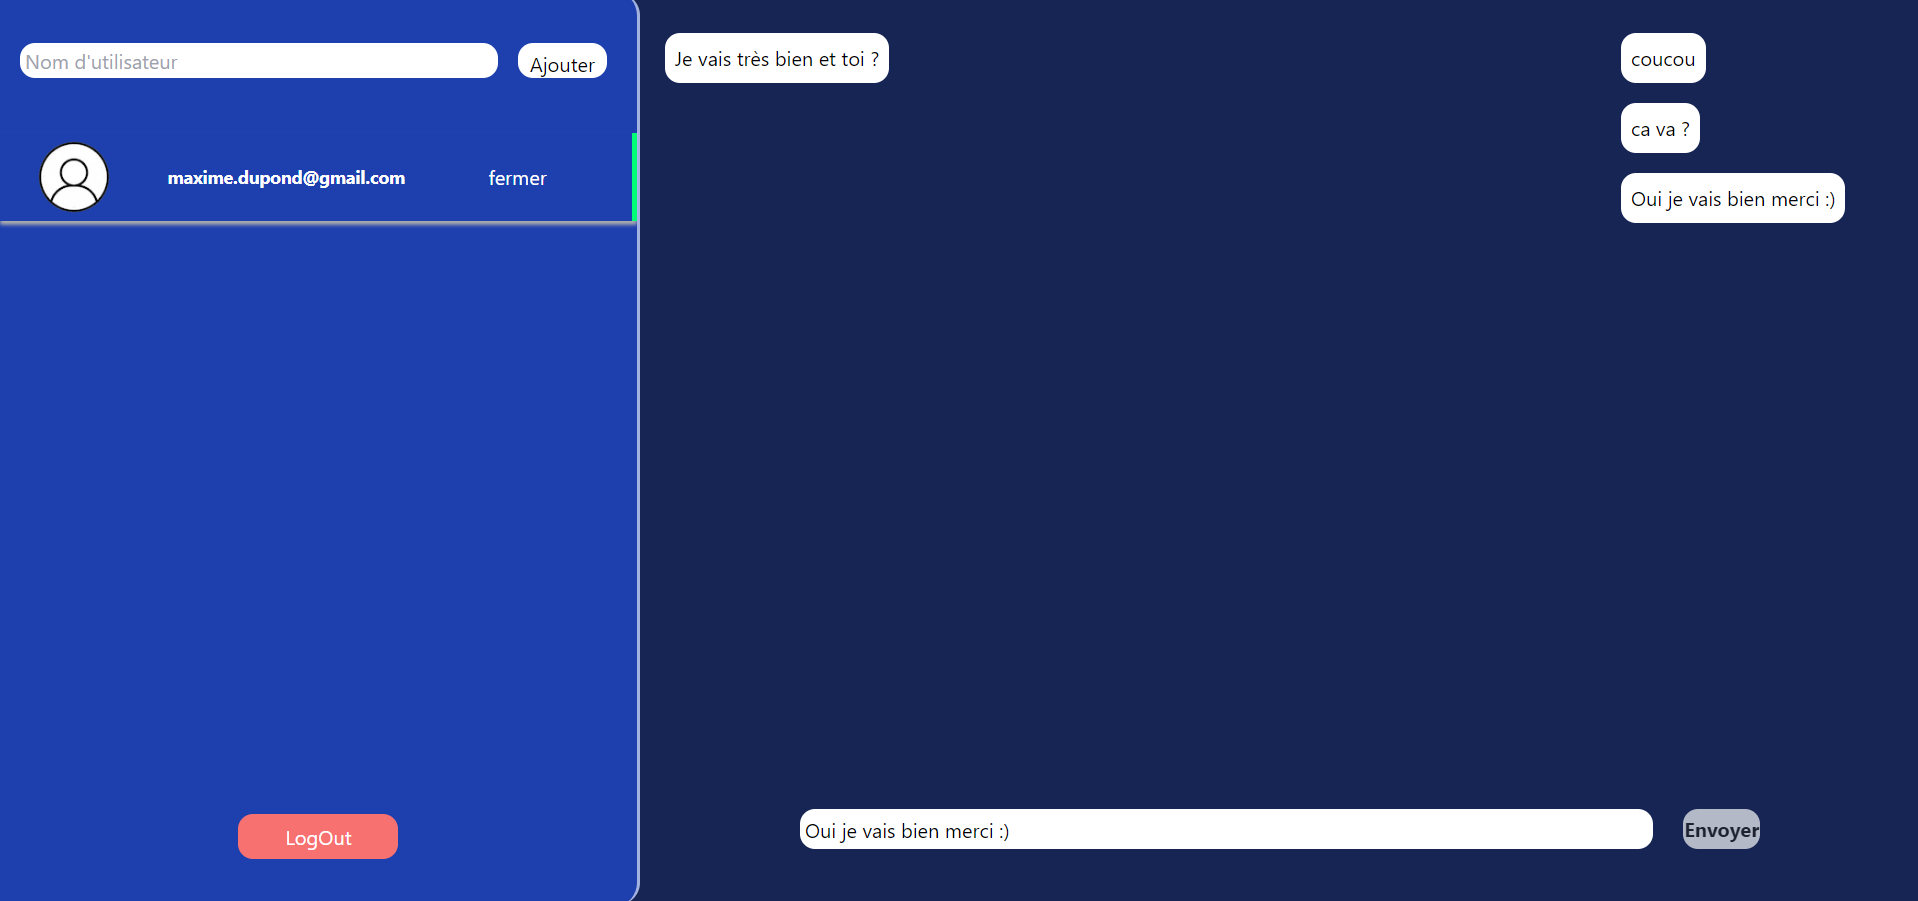 Nom d'utilisateur
Ajouter
maxime.dupond@gmail.com
fermer
LogOut
Je vais très bien et toi ?
coucou
ca va ?
Oui je vais bien merci :)
Oui je vais bien merci :)
Envoyer